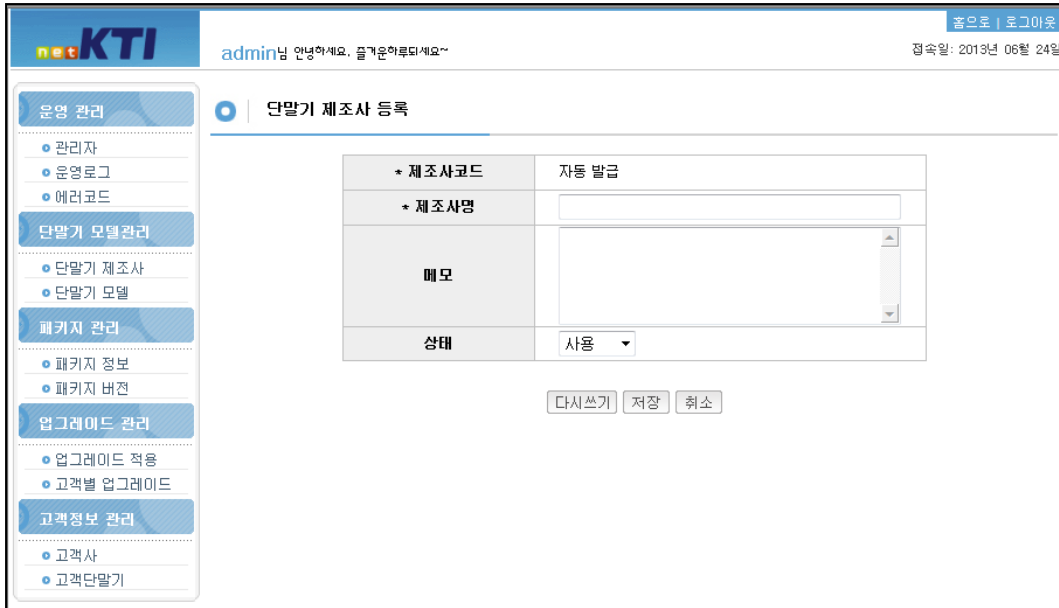 홈으로 | 로그아웃
netKTI
admin님 안녕하세요, 즐거운하루되세요~
접속일: 2013년 06월 24일
운영 관리
관리자
운영로그
에러코드
단말기 모델관리
단말기 제조사
단말기 모델
패키지 관리
패키지 정보
패키지 버전
업그레이드 관리
업그레이드 적용
고객별 업그레이드
고객정보 관리
고객사
고객단말기
단말기 제조사 등록
* 제조사코드 자동 발급
* 제조사명
메모
상태 사용
다시쓰기 저장 취소